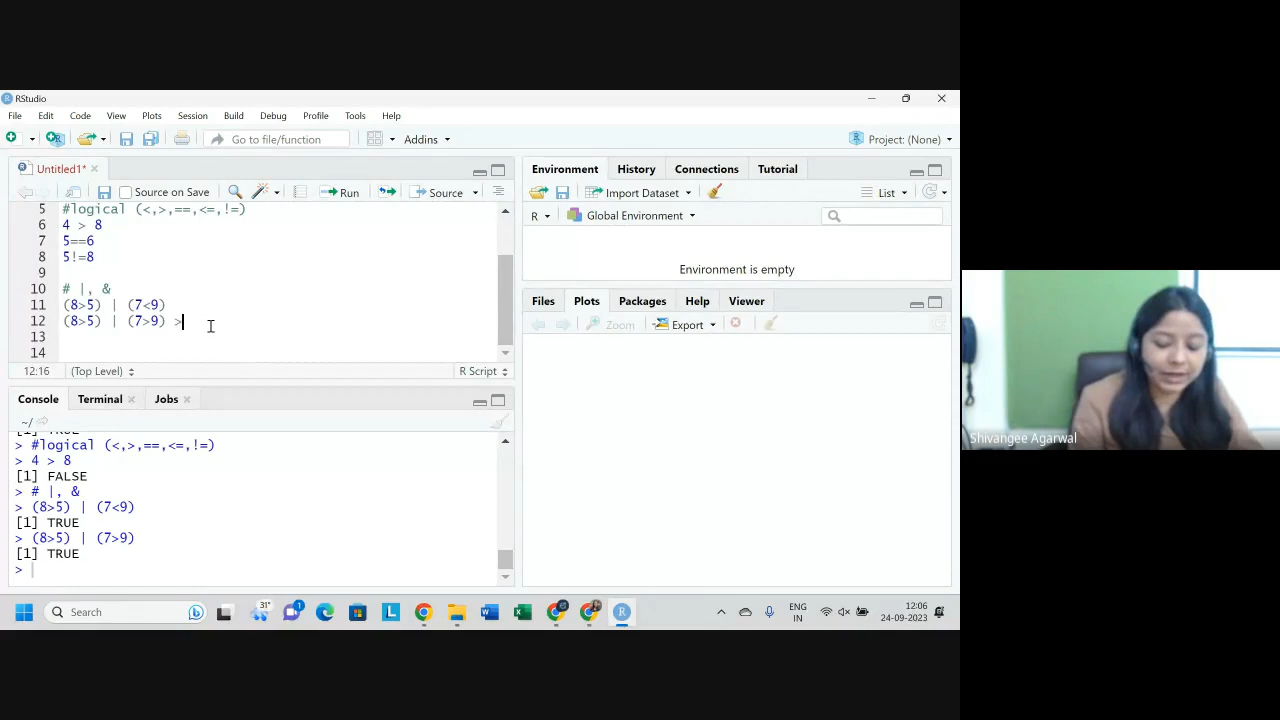 RStudio
File Edit Code View Plots Session Build Debug Profile Tools Help
Go to file/function Addins Project: (None)
Untitled1*
Source on Save Run Source
5 #logical (<,>,==,<=,!=)
6 4 > 8
7 5==6
8 5!=8
9
10 # |, &
11 (8>5) | (7<9)
12 (8>5) | (7>9) >
13
14
12:16 (Top Level) R Script
Console Terminal Jobs
~/
[1] TRUE
> #logical (<,>,==,<=,!=)
> 4 > 8
[1] FALSE
> # |, &
> (8>5) | (7<9)
[1] TRUE
> (8>5) | (7>9)
[1] TRUE
>
Environment History Connections Tutorial
Import Dataset List
R Global Environment
Environment is empty
Files Plots Packages Help Viewer
Zoom Export
Shivangee Agarwal
Search
31°
1
L
W
X
R
ENG
IN
12:06
24-09-2023